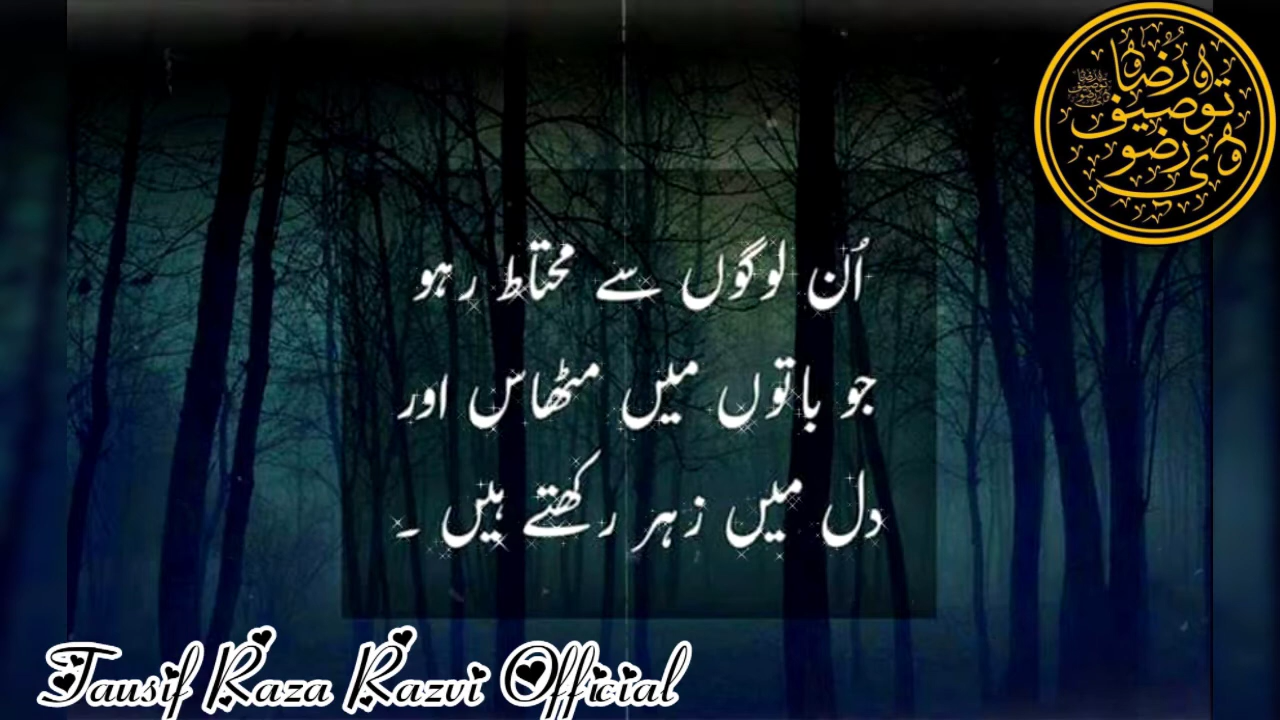 اُن لوگوں سے محتاط رہو
جو باتوں میں مٹھاس اور
دل میں زہر رکھتے ہیں ۔
توصیف رضا
رضوی
Tausif Raza Razvi Official